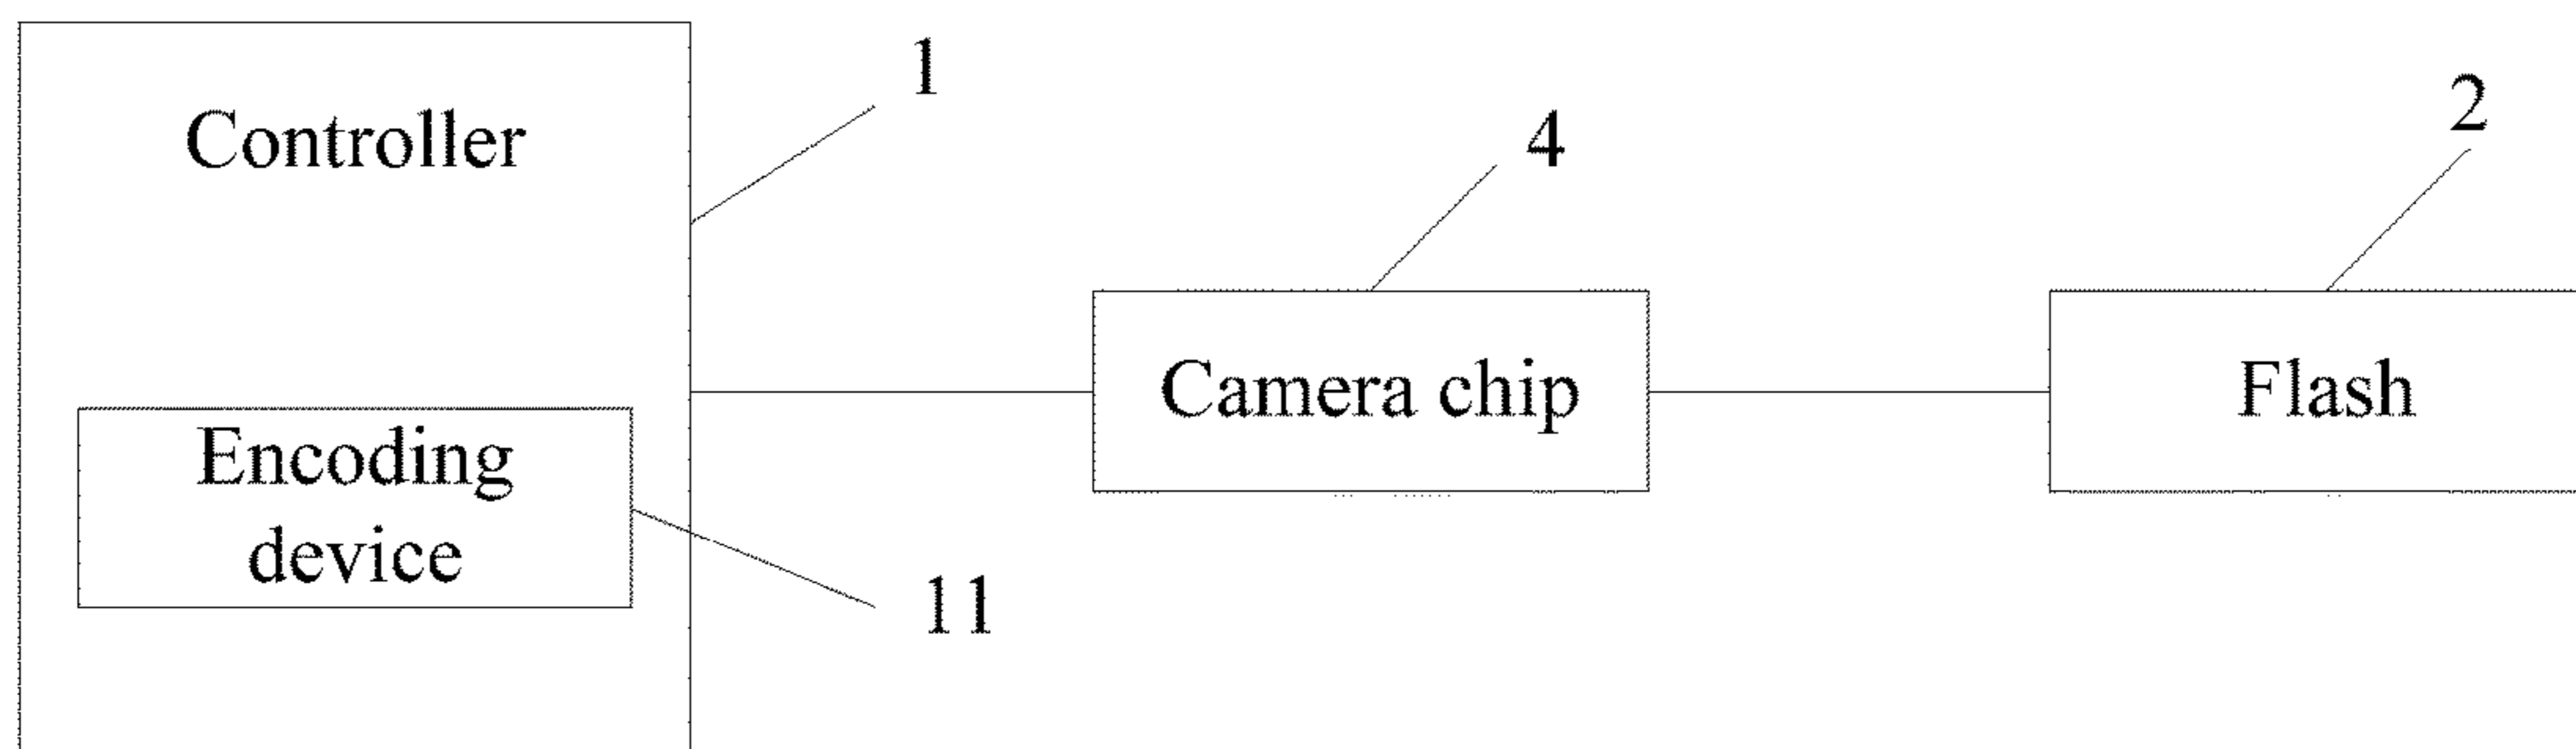 Controller
1
4
2
Camera chip
Flash
Encoding
device
11